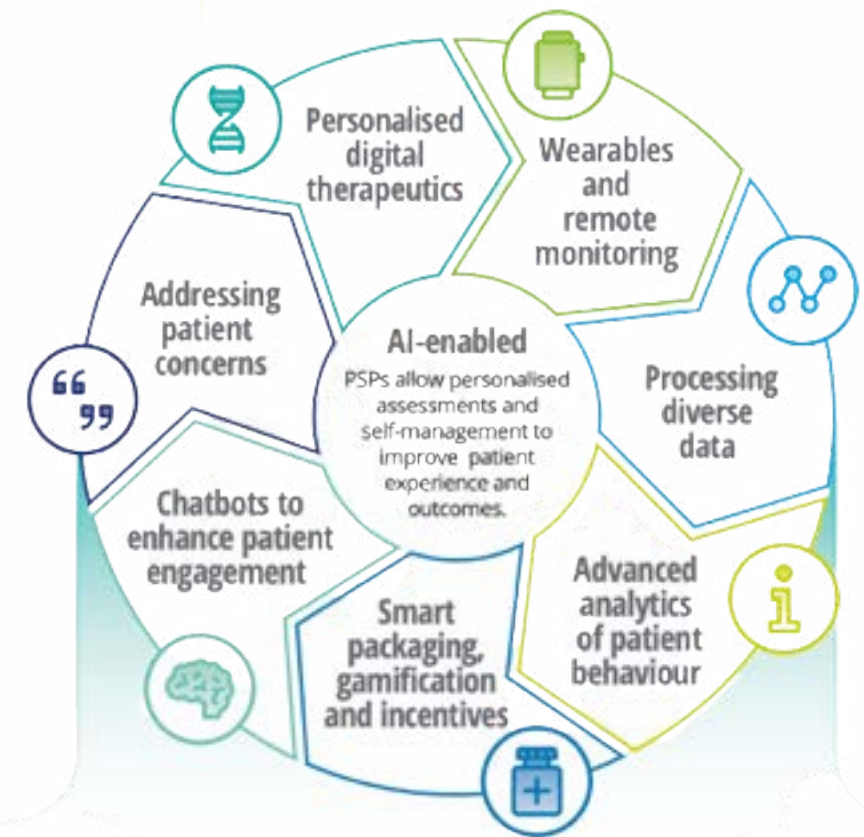 Personalised
digital
therapeutics
Wearables
and
remote
monitoring
Processing
diverse
data
Advanced
analytics
of patient
behaviour
Smart
packaging,
gamification
and incentives
Chatbots to
enhance patient
engagement
Addressing
patient
concerns
AI-enabled
PSPs allow personalised
assessments and
self-management to
improve patient
experience and
outcomes.